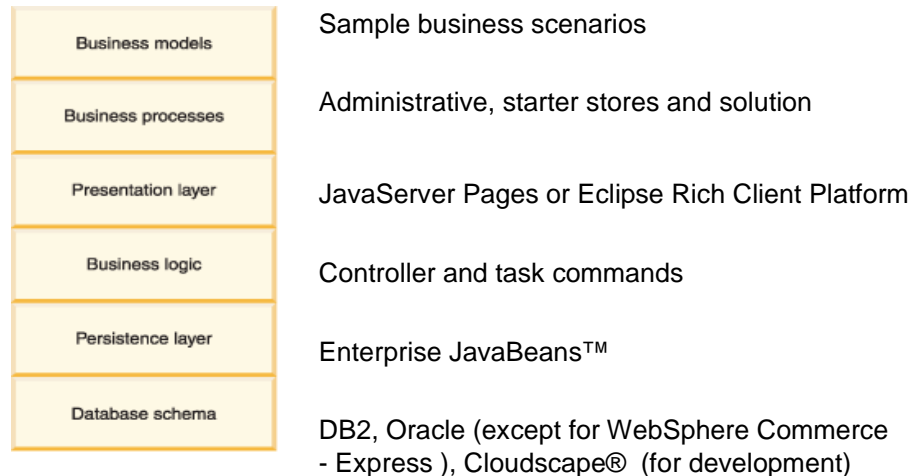 Business models
Sample business scenarios
Business processes
Administrative, starter stores and solution
Presentation layer
JavaServer Pages or Eclipse Rich Client Platform
Business logic
Controller and task commands
Persistence layer
Enterprise JavaBeans™
Database schema
DB2, Oracle (except for WebSphere Commerce
- Express ), Cloudscape® (for development)